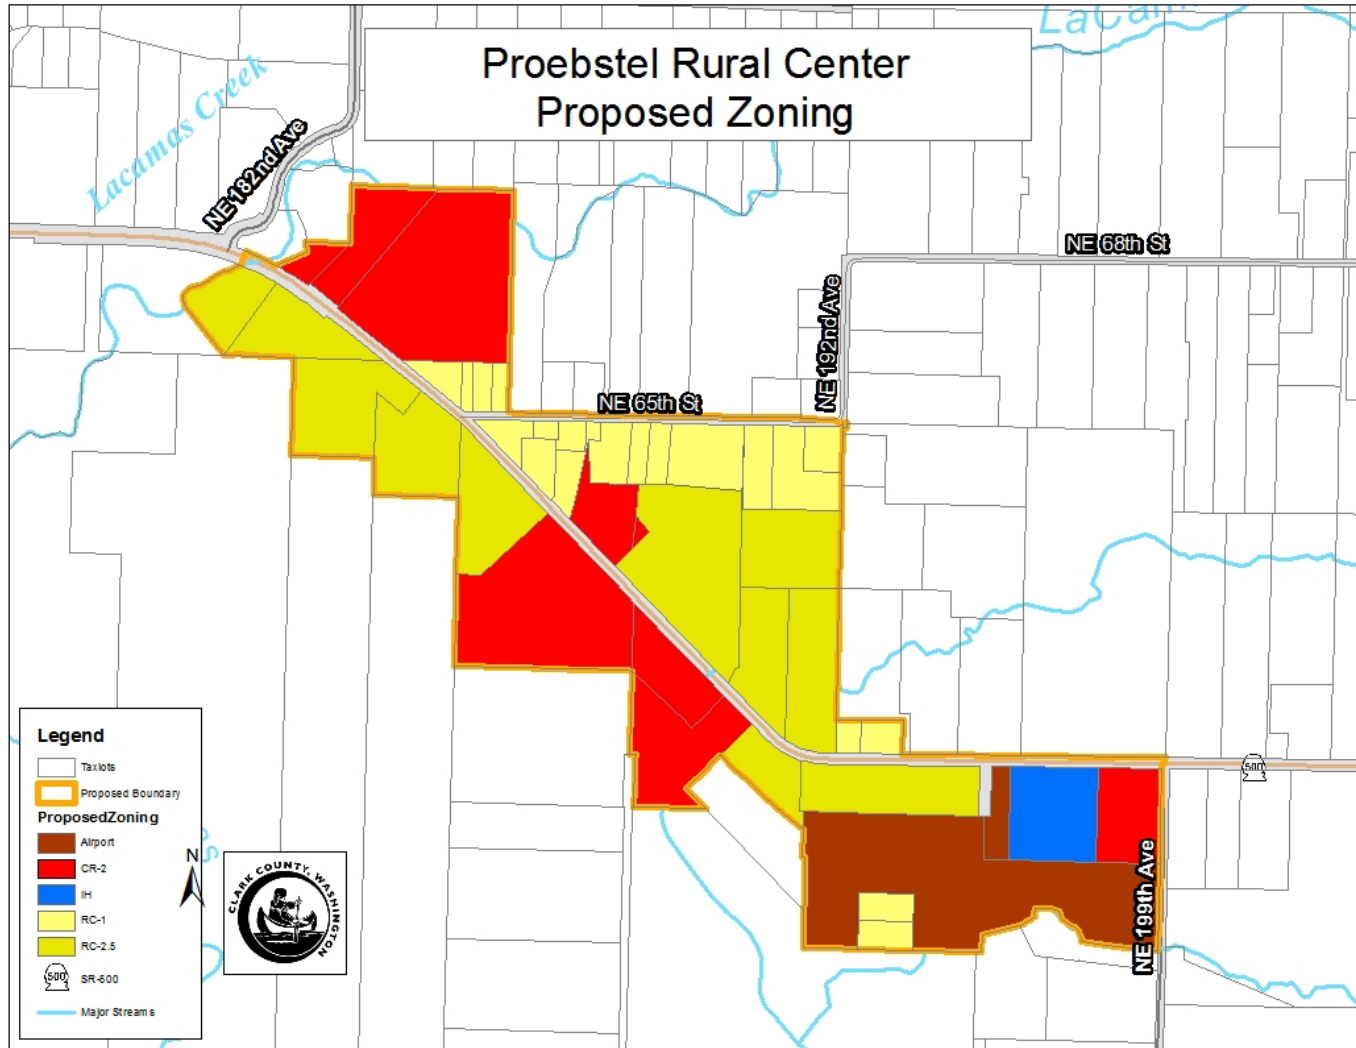 Proebstel Rural Center
Proposed Zoning
LaCam
Lacamas Creek
NE 182nd Ave
NE 68th St
NE 192nd Ave
NE 65th St
500
NE 199th Ave
Legend
Taxlots
Proposed Boundary
ProposedZoning
Airport
CR-2
IH
RC-1
RC-2.5
500 SR-500
Major Streams
N
CLARK COUNTY, WASHINGTON